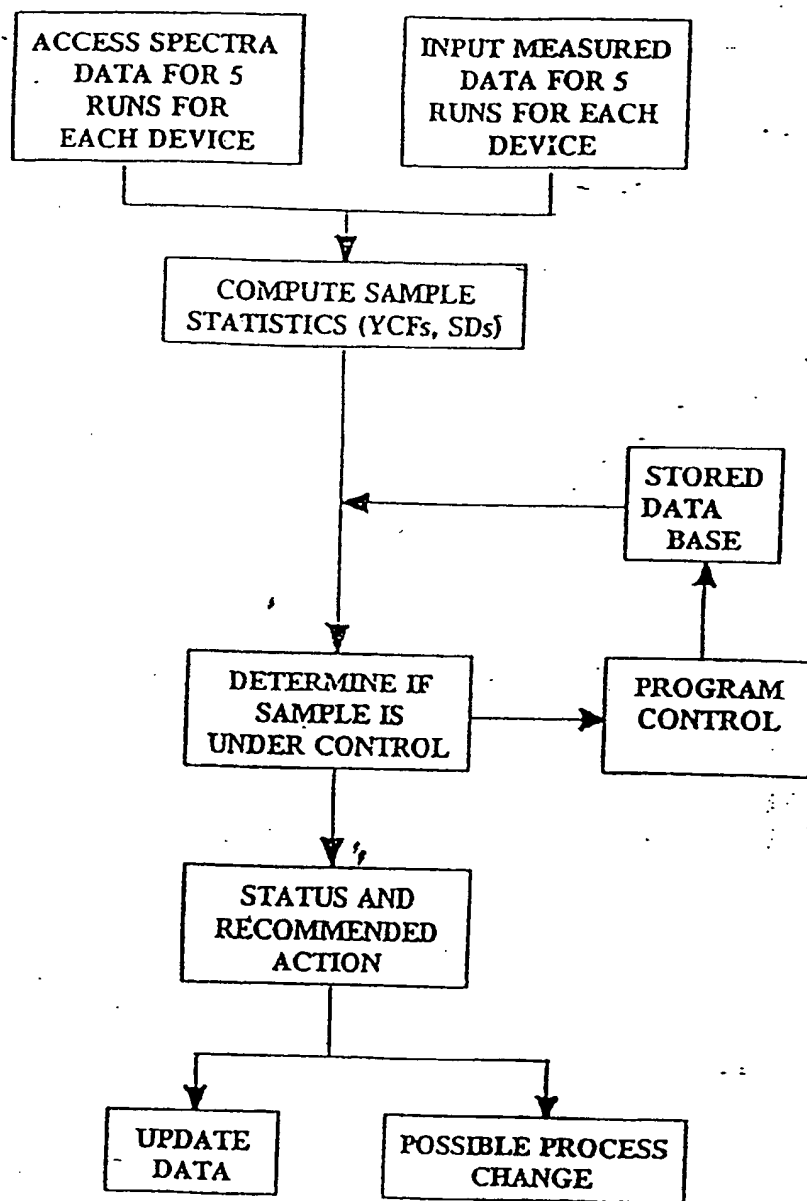 ACCESS SPECTRA
DATA FOR 5
RUNS FOR
EACH DEVICE
INPUT MEASURED
DATA FOR 5
RUNS FOR EACH
DEVICE
COMPUTE SAMPLE
STATISTICS (YCFs, SDs)
STORED
DATA
BASE
DETERMINE IF
SAMPLE IS
UNDER CONTROL
PROGRAM
CONTROL
STATUS AND
RECOMMENDED
ACTION
UPDATE
DATA
POSSIBLE PROCESS
CHANGE